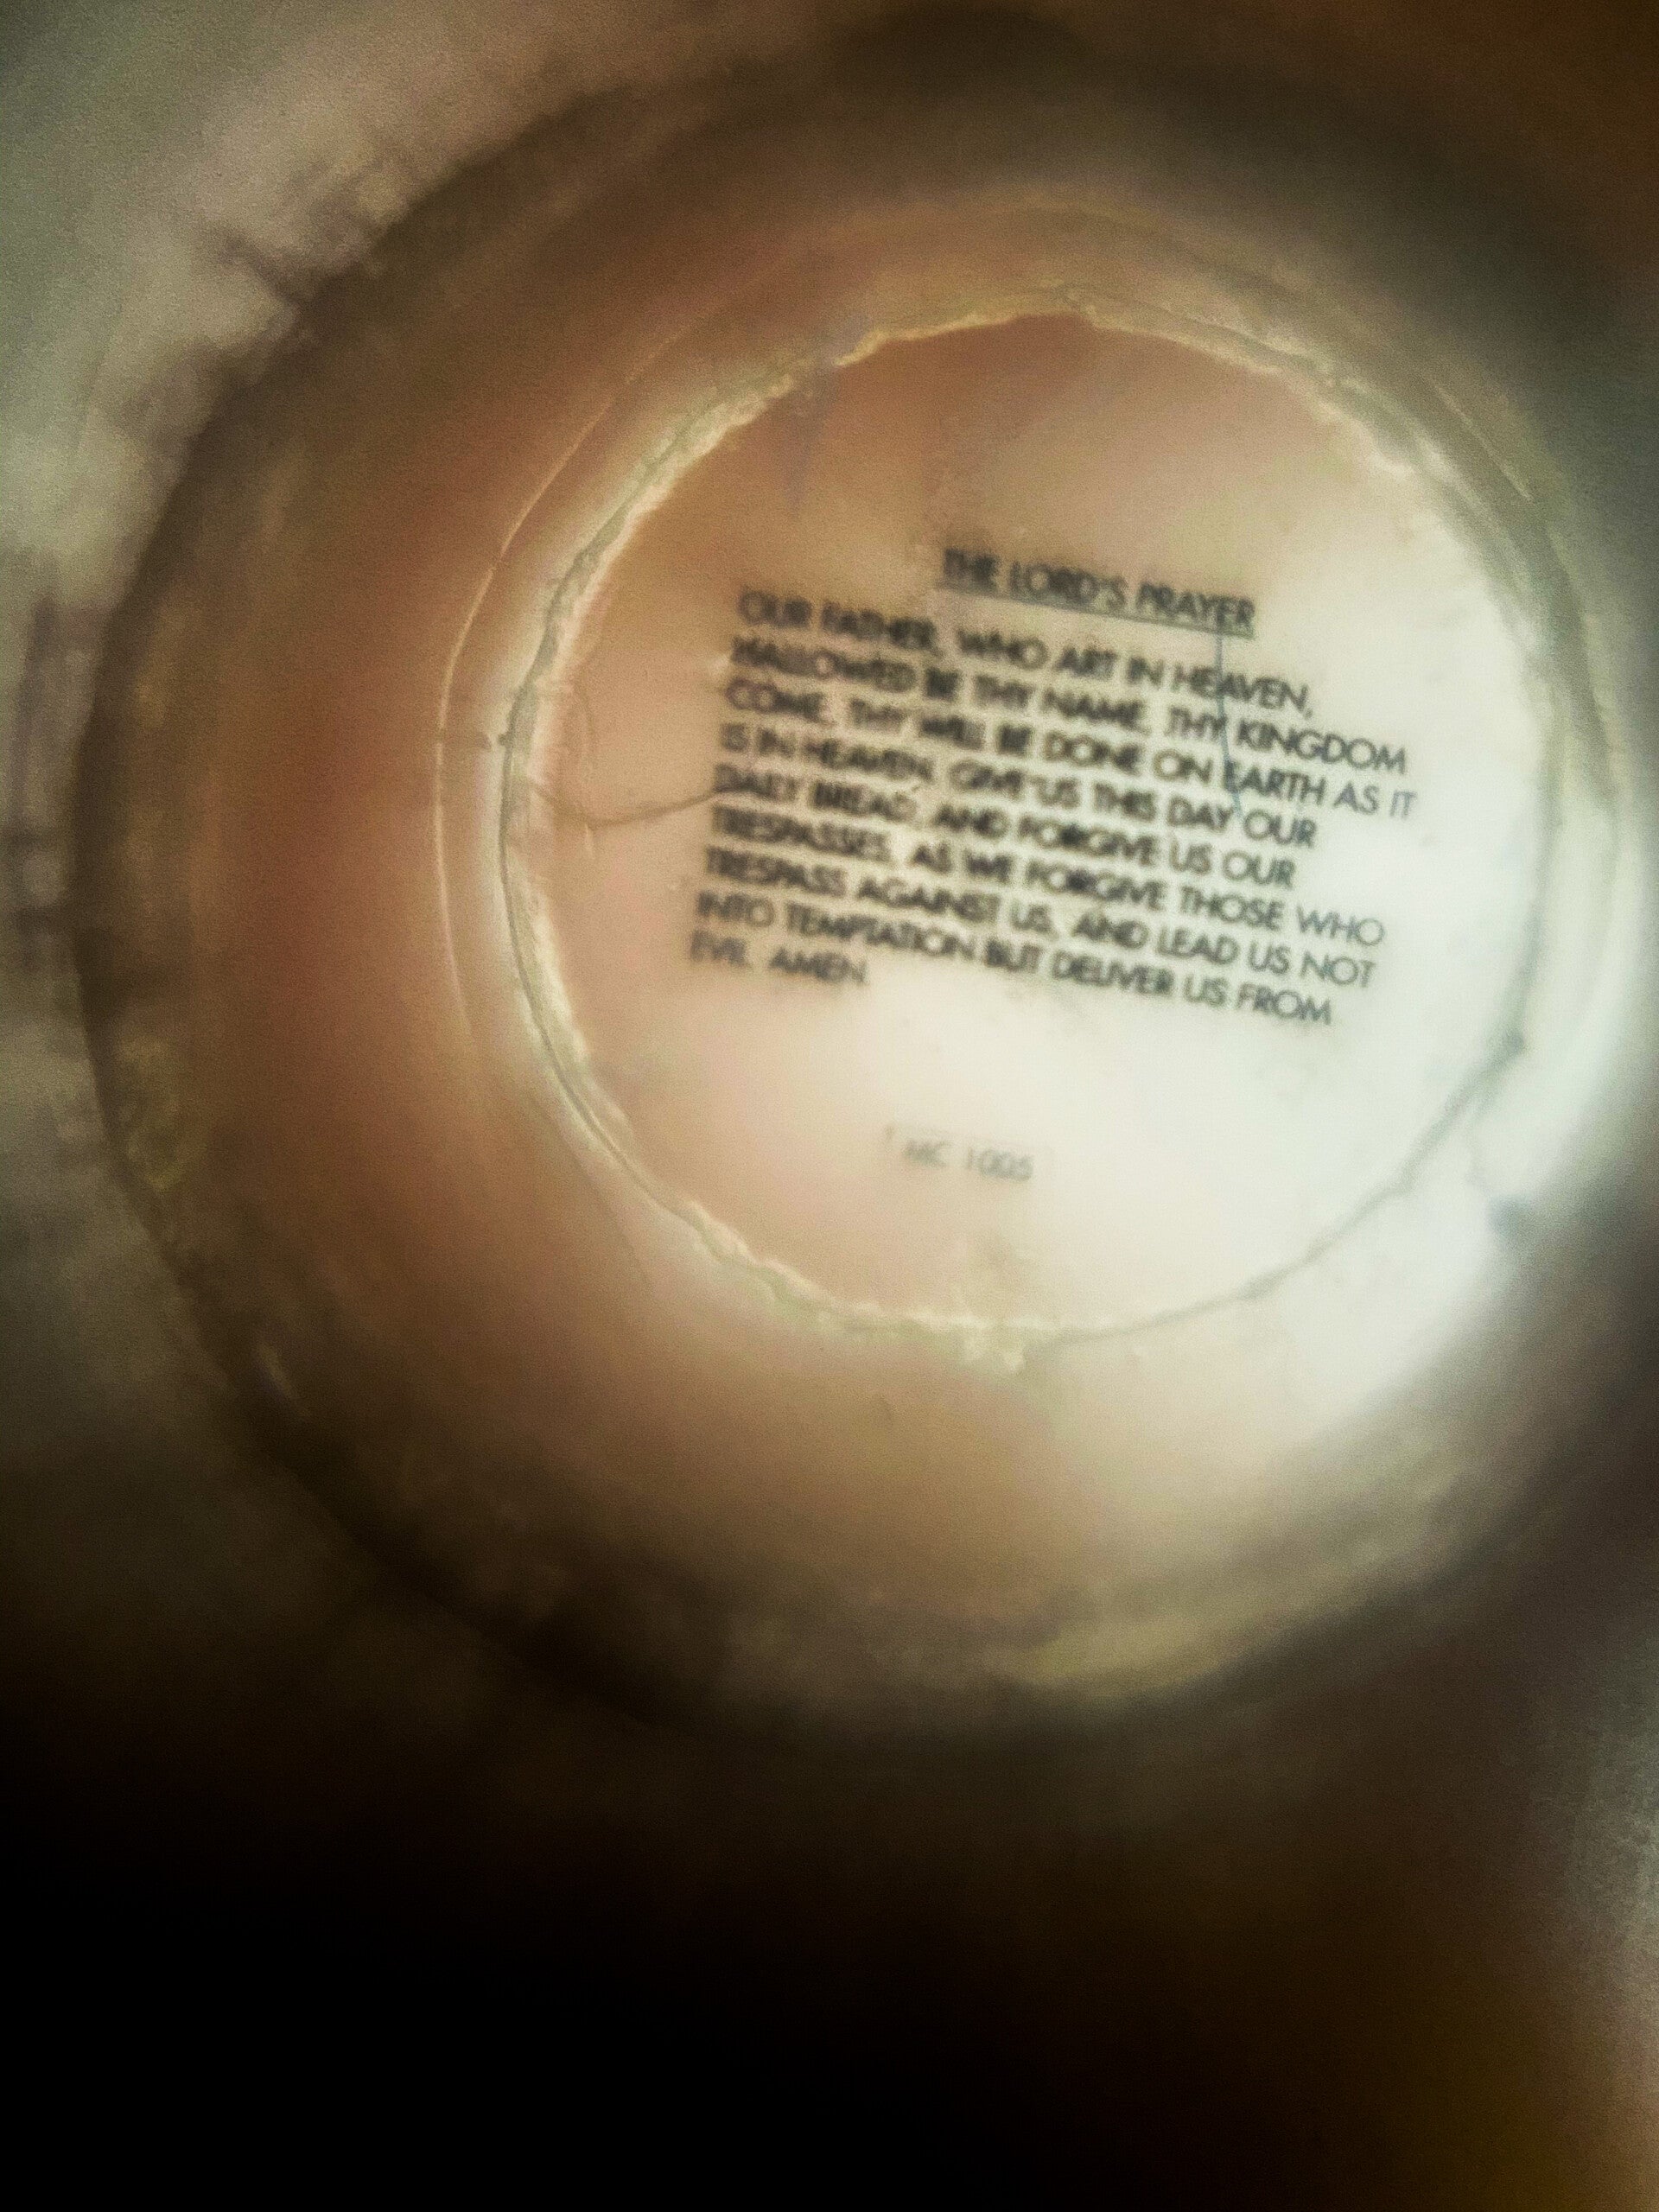 THE LORD'S PRAYER
OUR FATHER, WHO ART IN HEAVEN,
HALLOWED BE THY NAME. THY KINGDOM
COME, THY WILL BE DONE ON EARTH AS IT
IS IN HEAVEN. GIVE US THIS DAY OUR
DAILY BREAD, AND FORGIVE US OUR
TRESPASSES, AS WE FORGIVE THOSE WHO
TRESPASS AGAINST US, AND LEAD US NOT
INTO TEMPTATION BUT DELIVER US FROM
EVIL. AMEN.
MC 1005